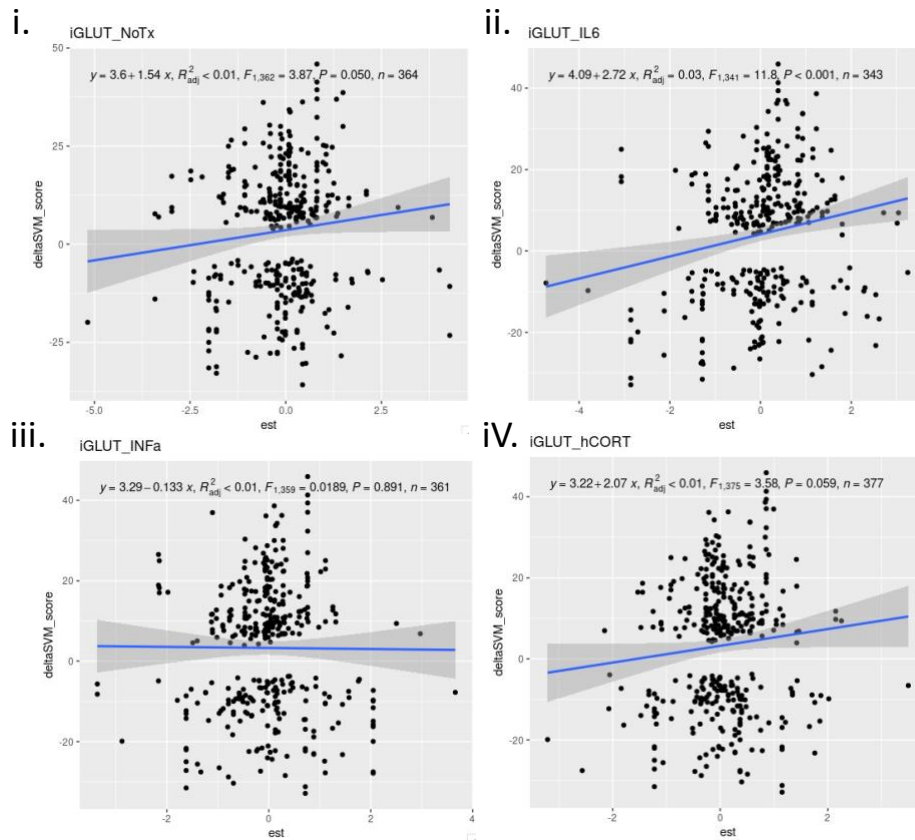 i.
iGLUT_NoTx
y = 3.6+1.54 x, R²adj < 0.01, F1,362 = 3.87, P = 0.050, n = 364
50
25
0
-25
deltaSVM_score
-5.0 -2.5 0.0 2.5
est
ii.
iGLUT_IL6
y = 4.09+2.72 x, R²adj = 0.03, F1,341 = 11.8, P < 0.001, n = 343
40
20
0
-20
deltaSVM_score
-4 -2 0 2
est
iii.
iGLUT_INFa
y = 3.29−0.133 x, R²adj < 0.01, F1,359 = 0.0189, P = 0.891, n = 361
40
20
0
-20
deltaSVM_score
-2 0 2 4
est
iV.
iGLUT_hCORT
y = 3.22+2.07 x, R²adj < 0.01, F1,375 = 3.58, P = 0.059, n = 377
40
20
0
-20
deltaSVM_score
-2 0 2
est